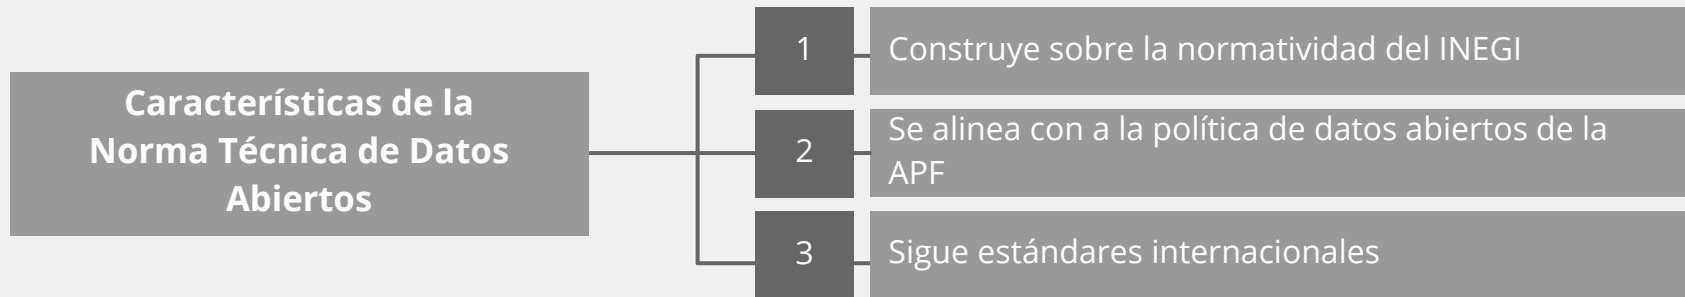 Características de la
Norma Técnica de Datos
Abiertos
1
Construye sobre la normatividad del INEGI
2
Se alinea con a la política de datos abiertos de la
APF
3
Sigue estándares internacionales